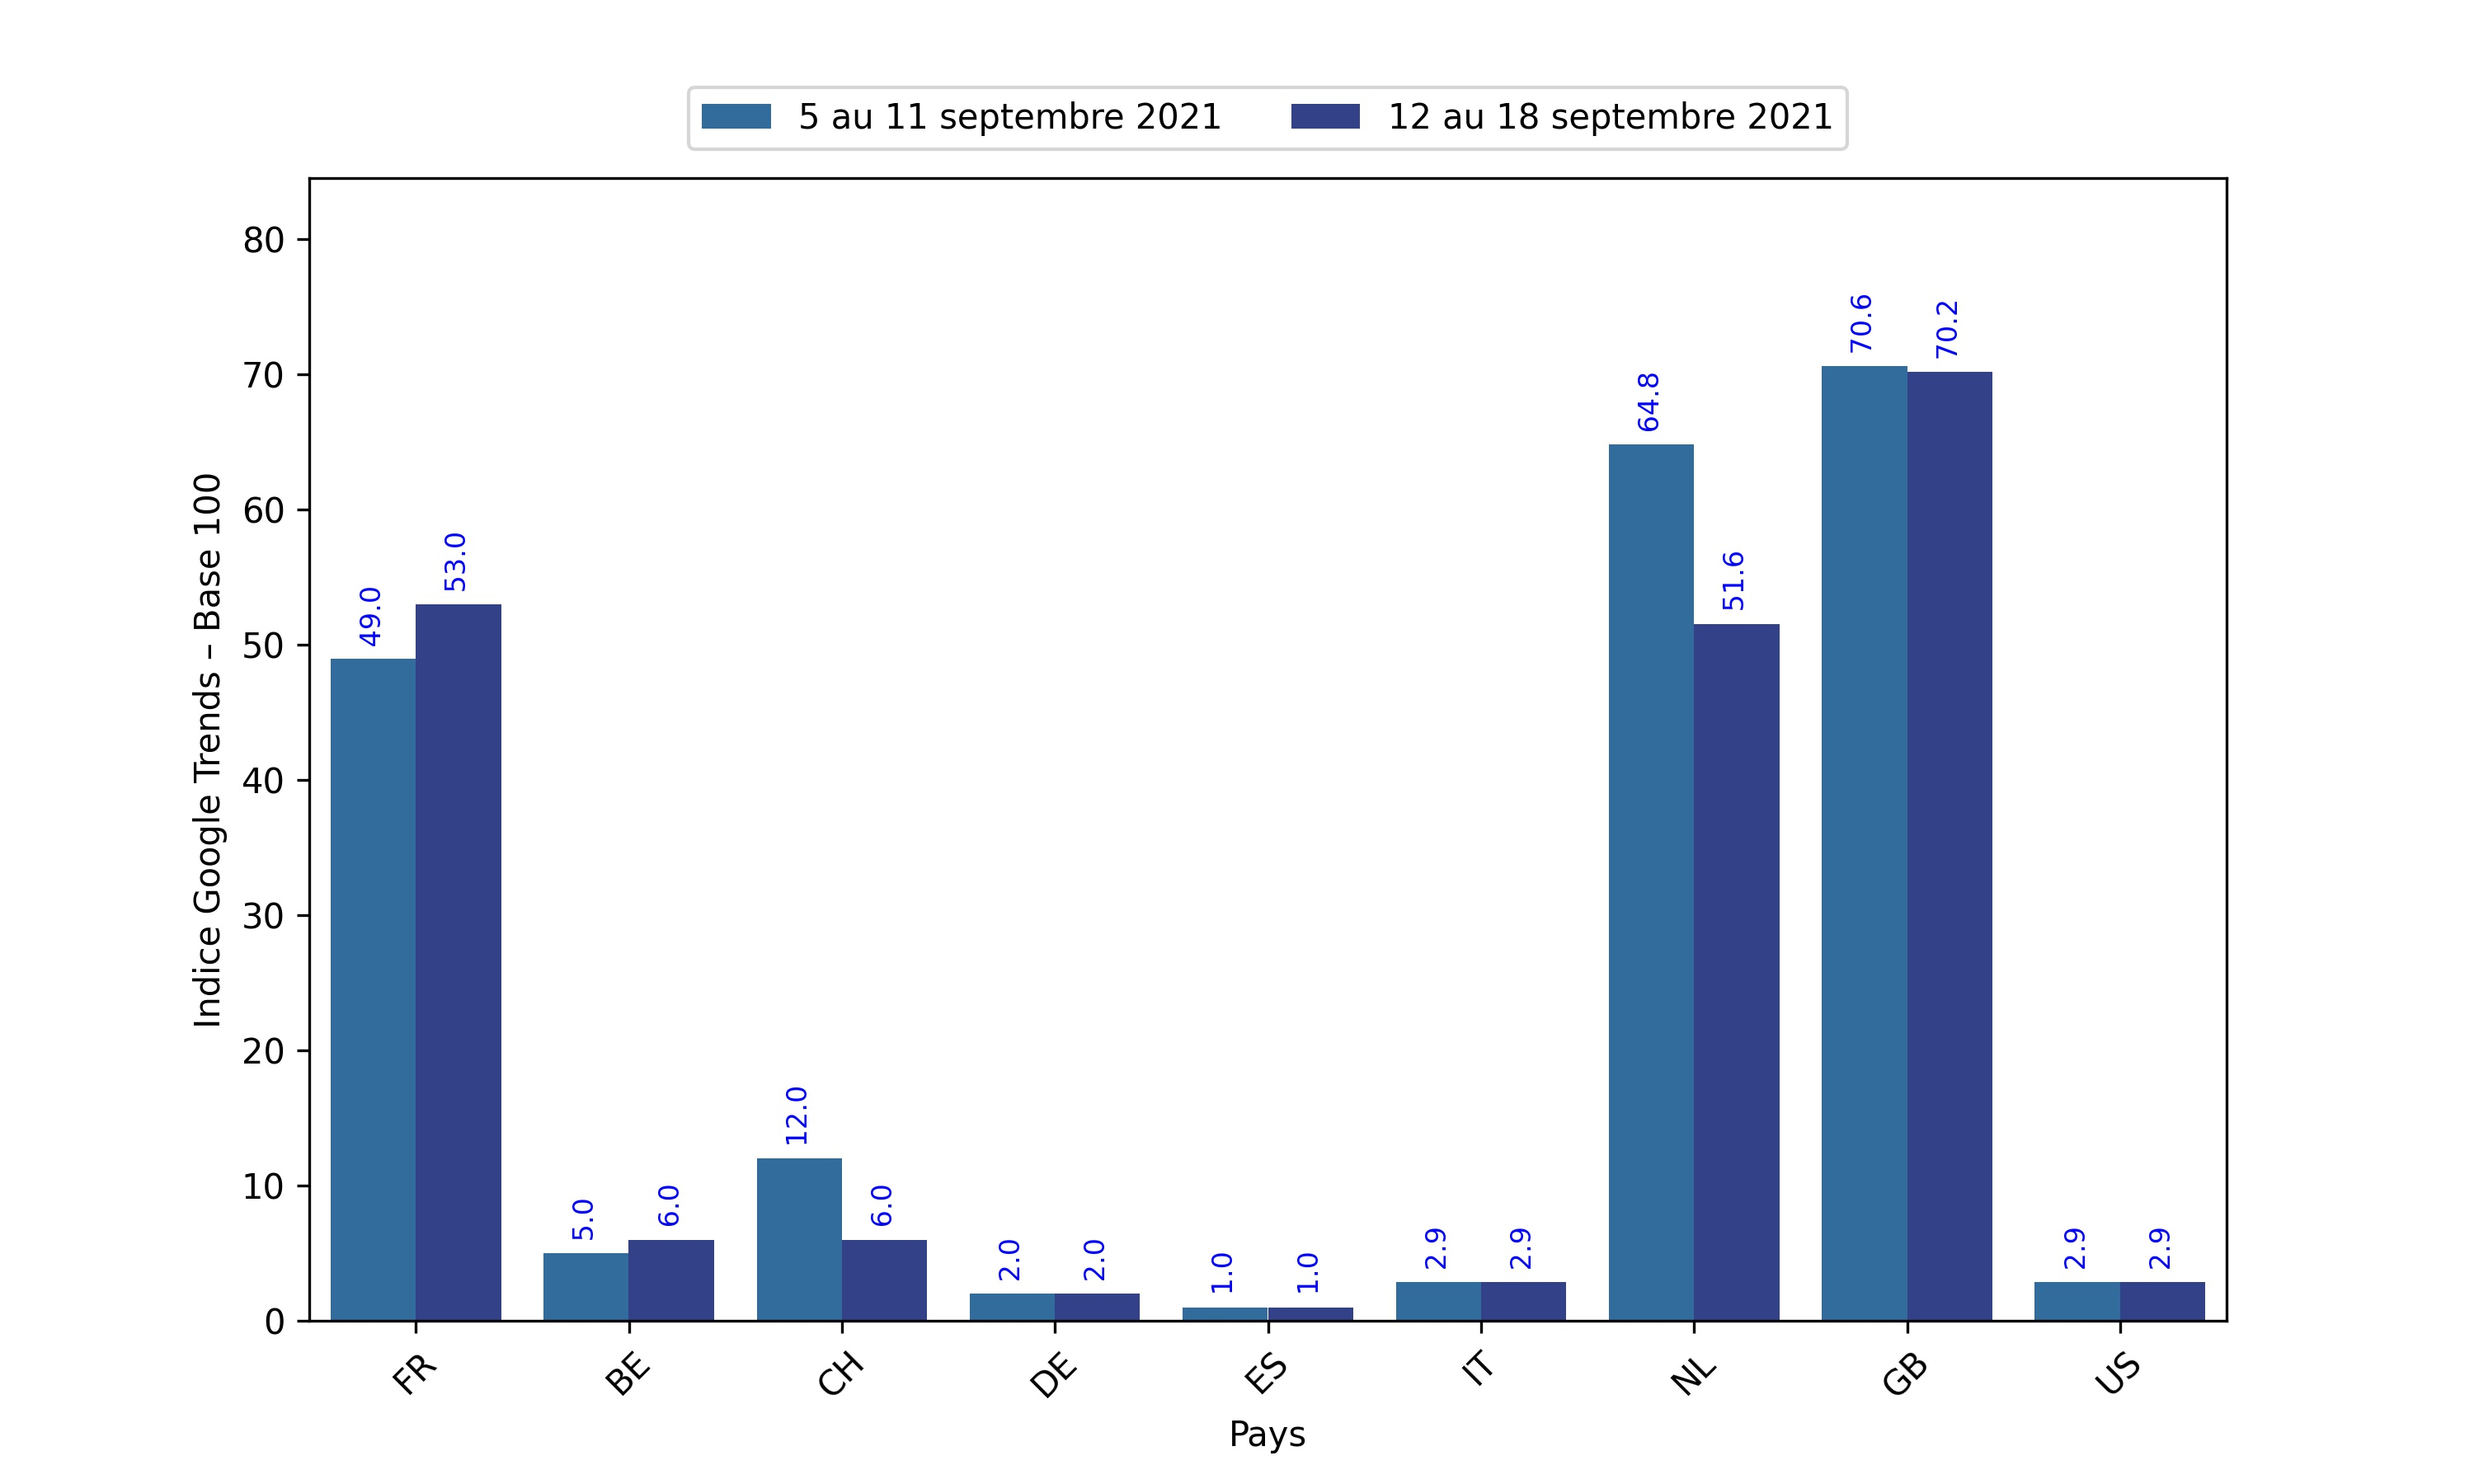 5 au 11 septembre 2021
12 au 18 septembre 2021
Indice Google Trends – Base 100
80
70
60
50
40
30
20
10
0
49.0
53.0
5.0
6.0
12.0
6.0
2.0
2.0
1.0
1.0
2.9
2.9
64.8
51.6
70.6
70.2
2.9
2.9
FR
BE
CH
DE
ES
IT
NL
GB
US
Pays